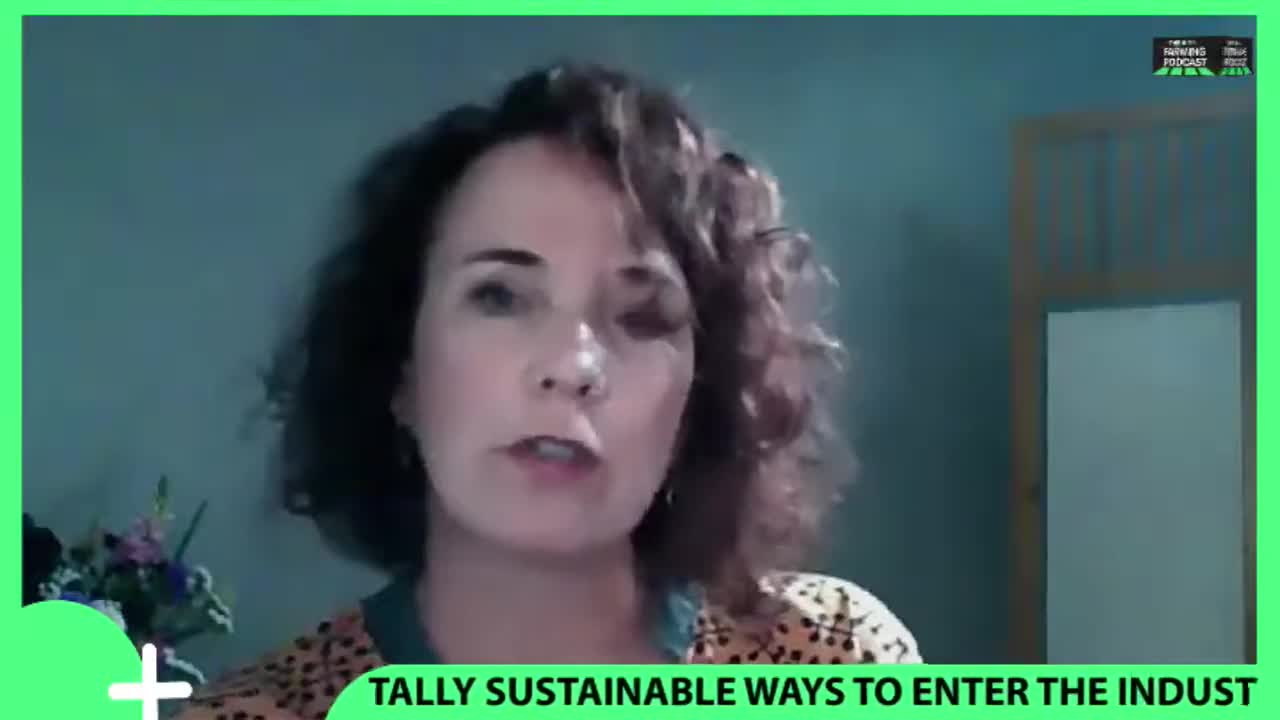 FARMING
PODCAST
TALLY SUSTAINABLE WAYS TO ENTER THE INDUST